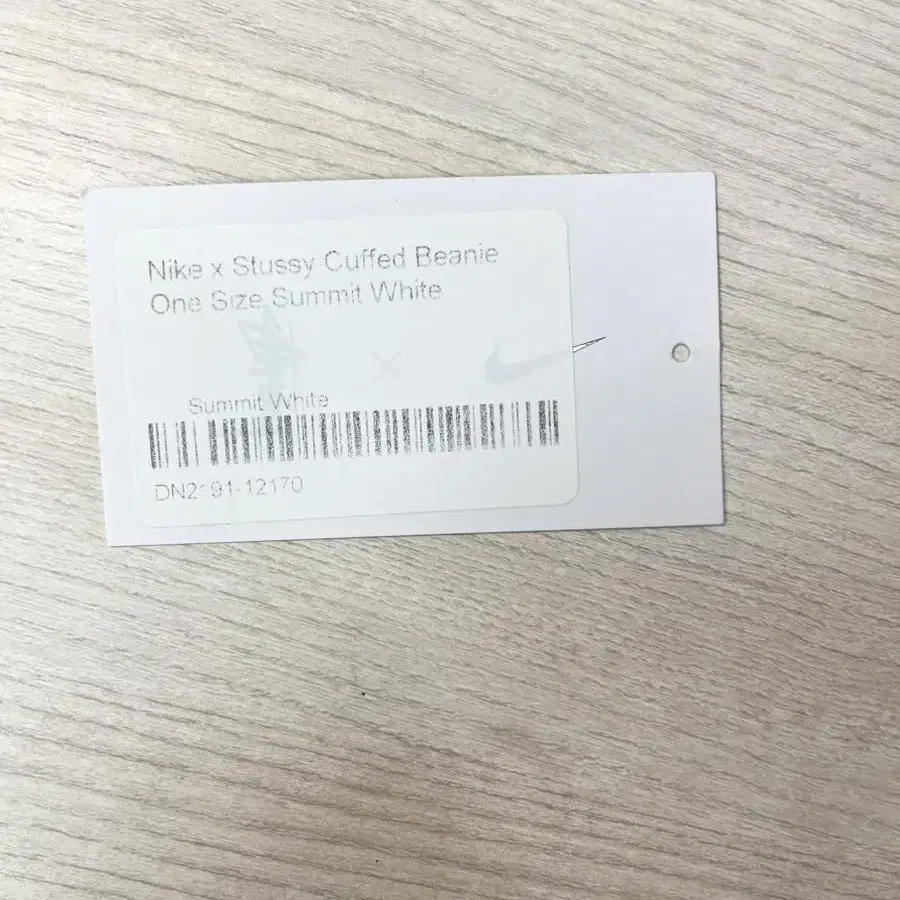 Nike x Stussy Cuffed Beanie
One Size Summit White
Summit White